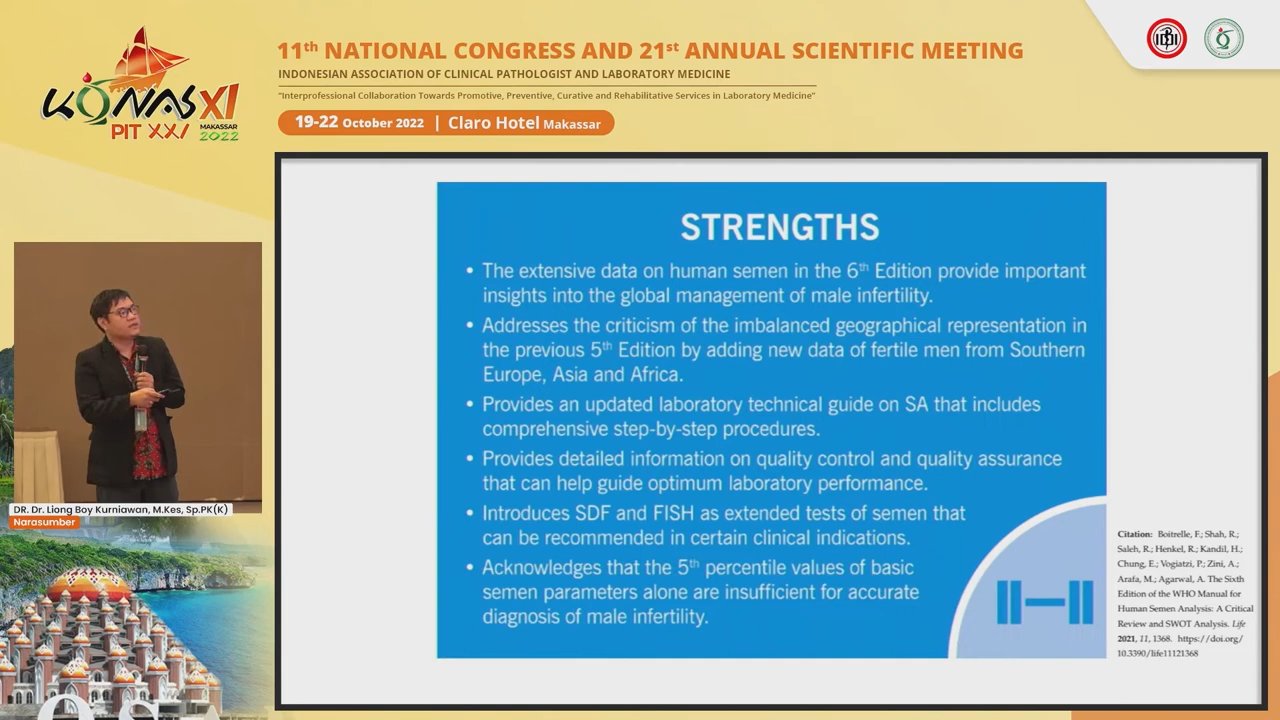 KONAS XI
PIT XXI
MAKASSAR
2022
11th NATIONAL CONGRESS AND 21st ANNUAL SCIENTIFIC MEETING
INDONESIAN ASSOCIATION OF CLINICAL PATHOLOGIST AND LABORATORY MEDICINE
"Interprofessional Collaboration Towards Promotive, Preventive, Curative and Rehabilitative Services in Laboratory Medicine"
19-22 October 2022 | Claro Hotel Makassar
STRENGTHS
• The extensive data on human semen in the 6th Edition provide important
insights into the global management of male infertility.
• Addresses the criticism of the imbalanced geographical representation in
the previous 5th Edition by adding new data of fertile men from Southern
Europe, Asia and Africa.
• Provides an updated laboratory technical guide on SA that includes
comprehensive step-by-step procedures.
• Provides detailed information on quality control and quality assurance
that can help guide optimum laboratory performance.
• Introduces SDF and FISH as extended tests of semen that
can be recommended in certain clinical indications.
• Acknowledges that the 5th percentile values of basic
semen parameters alone are insufficient for accurate
diagnosis of male infertility.
Citation: Boitrelle, F.; Shah, R.;
Saleh, R.; Henkel, R.; Kandil, H.;
Chung, E.; Vogiatzi, P.; Zini, A.;
Arafa, M.; Agarwal, A. The Sixth
Edition of the WHO Manual for
Human Semen Analysis: A Critical
Review and SWOT Analysis. Life
2021, 11, 1368. https://doi.org/
10.3390/life11121368
DR. Dr. Liong Boy Kurniawan, M.Kes, Sp.PK(K)
Narasumber